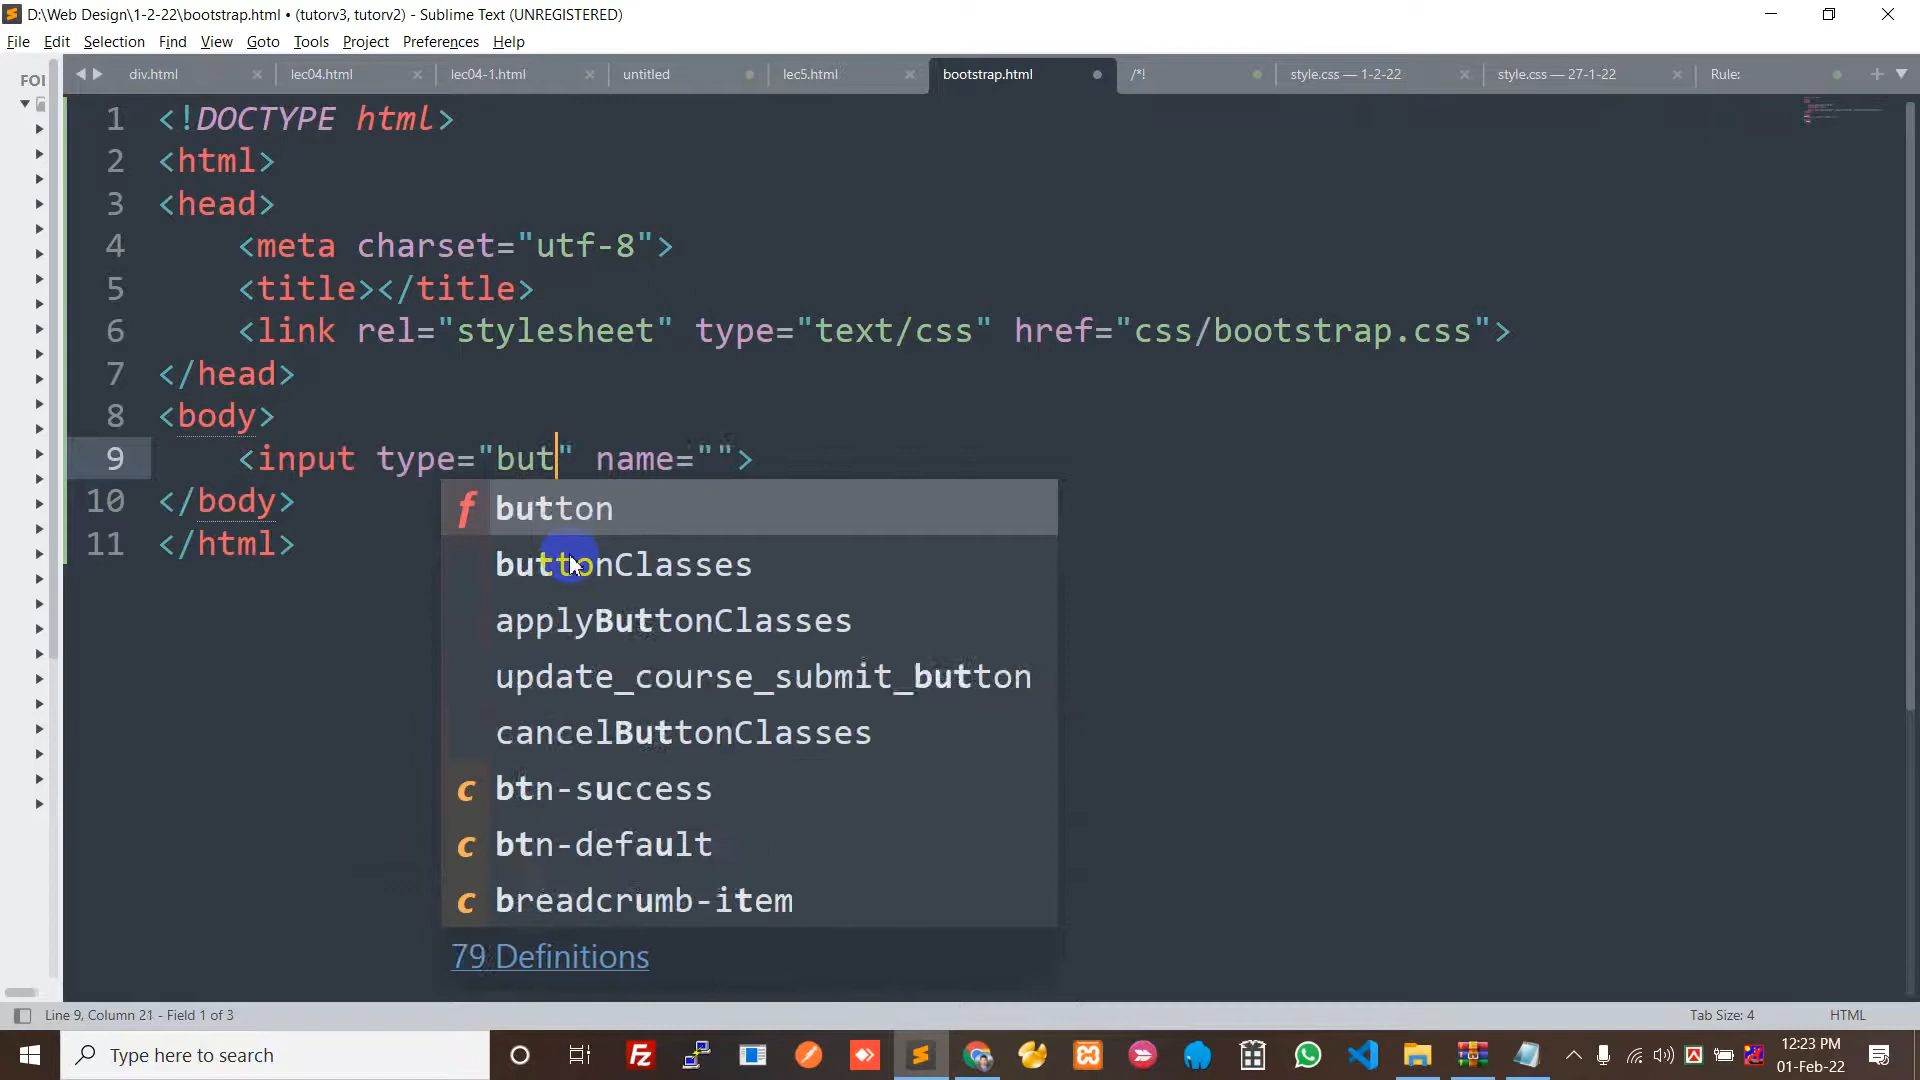 D:\Web Design\1-2-22\bootstrap.html • (tutorv3, tutorv2) - Sublime Text (UNREGISTERED)
File Edit Selection Find View Goto Tools Project Preferences Help
FOI
div.html lec04.html lec04-1.html untitled lec5.html bootstrap.html /*! style.css — 1-2-22 style.css — 27-1-22 Rule:
1 <!DOCTYPE html>
2 <html>
3 <head>
4 <meta charset="utf-8">
5 <title></title>
6 <link rel="stylesheet" type="text/css" href="css/bootstrap.css">
7 </head>
8 <body>
9 <input type="but" name="">
10 </body>
11 </html>
f button
buttonClasses
applyButtonClasses
update_course_submit_button
cancelButtonClasses
c btn-success
c btn-default
c breadcrumb-item
79 Definitions
Line 9, Column 21 - Field 1 of 3 Tab Size: 4 HTML
Type here to search
12:23 PM
01-Feb-22